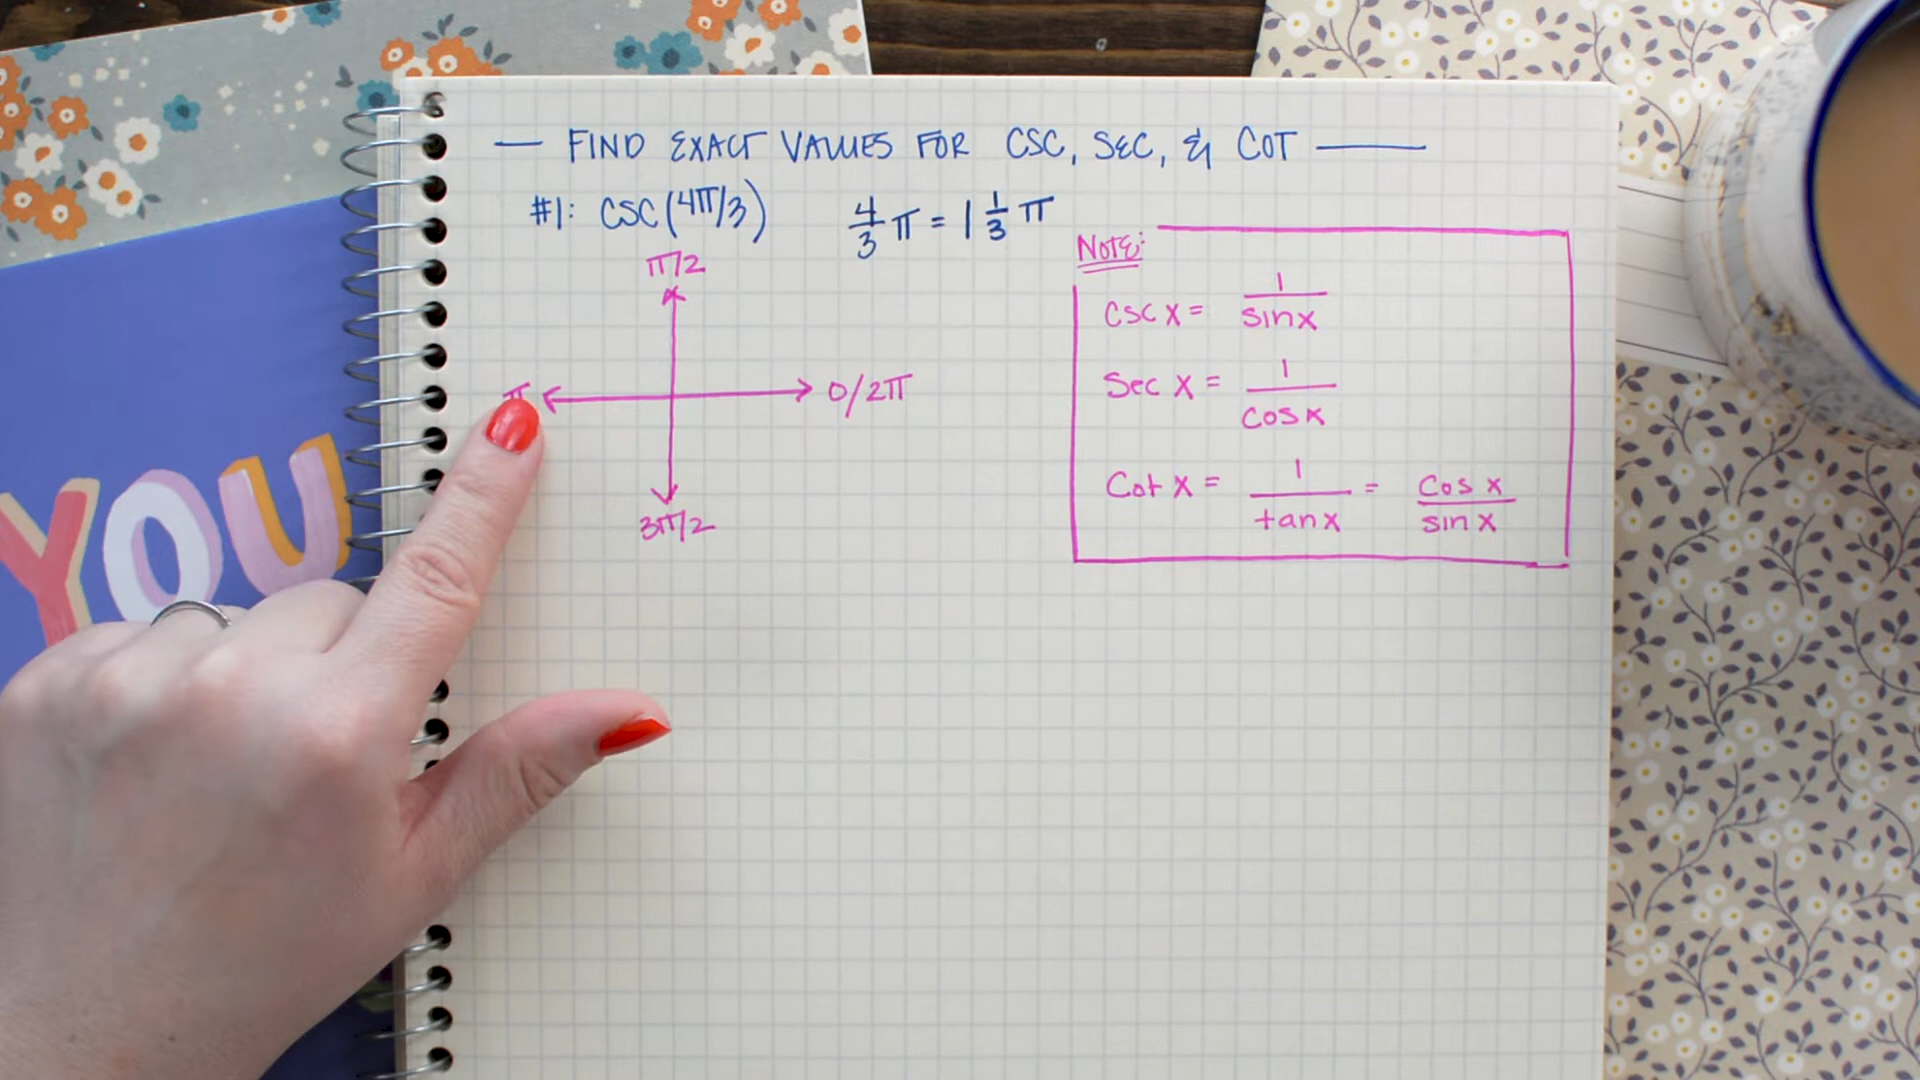 YOU
— FIND EXACT VALUES FOR CSC, SEC, & COT —
#1: CSC(4π/3) 4/3 π = 1 1/3 π
π/2
π
0/2π
3π/2
NOTE:
CSC X = 1/sinx
Sec X = 1/cosx
Cot X = 1/tanx = Cos x/sin x